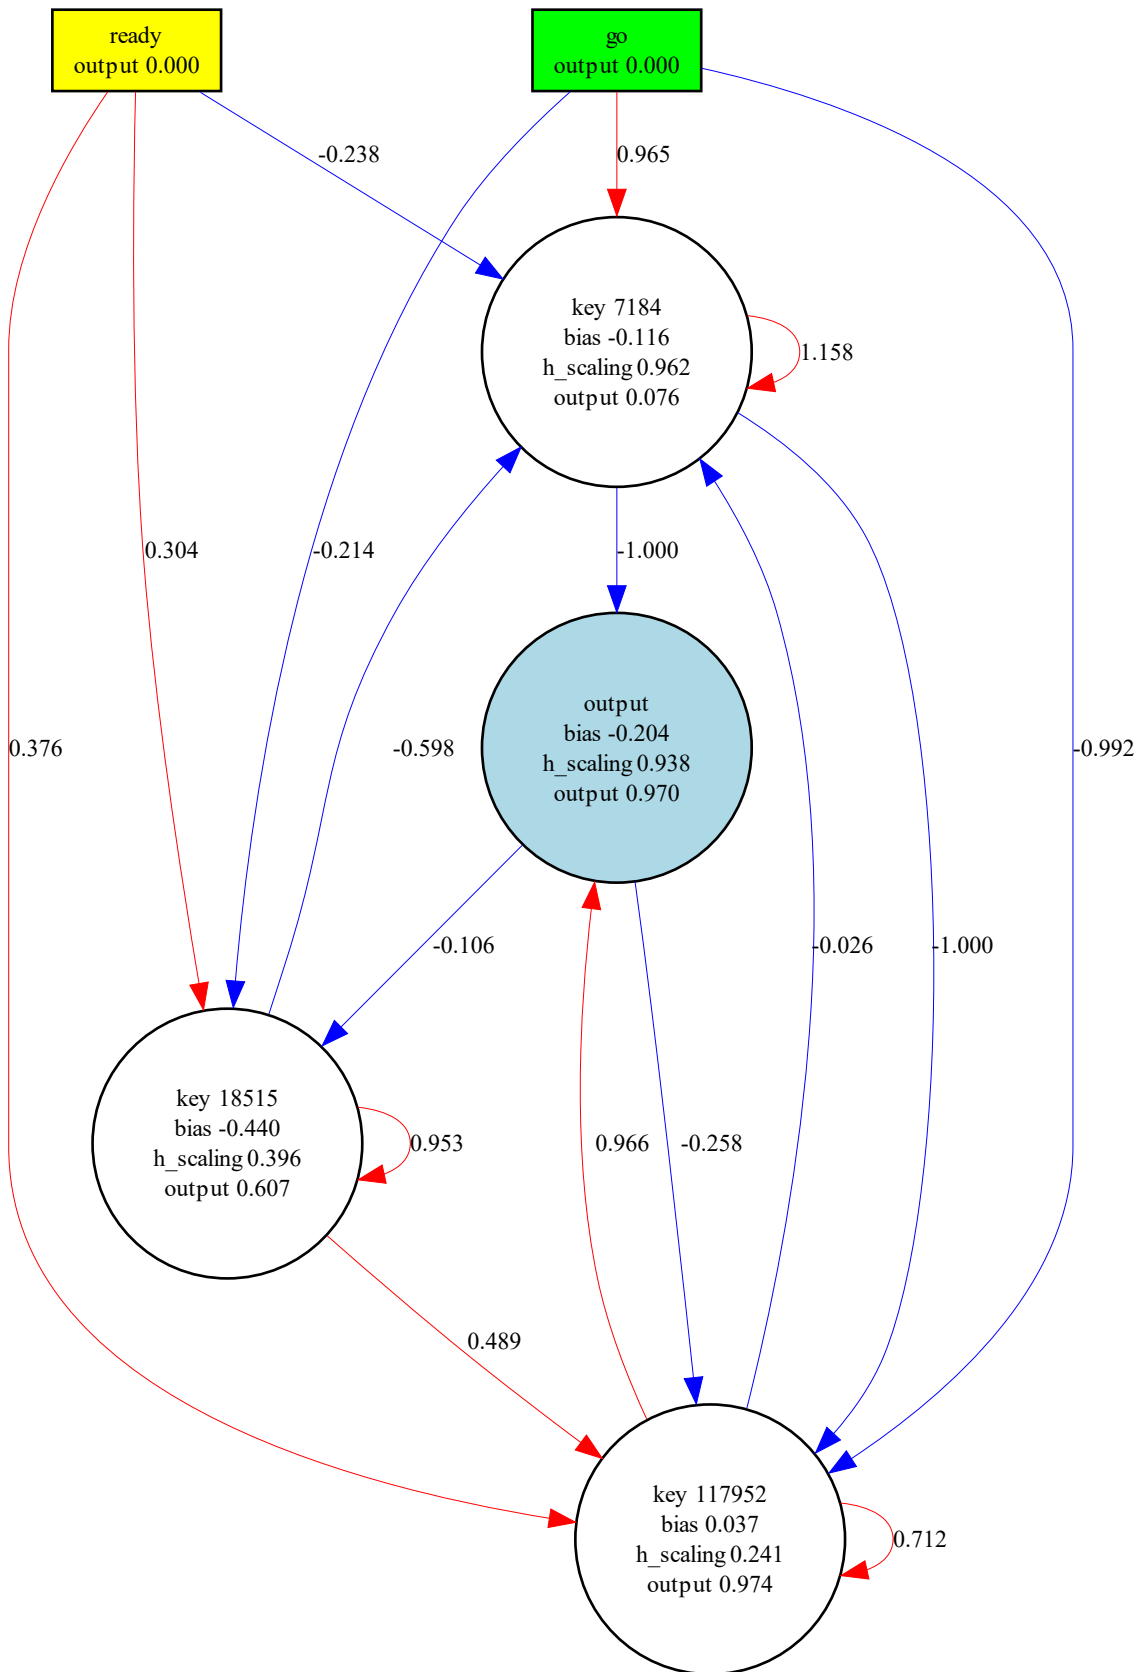 ready
output 0.000
go
output 0.000
-0.238
0.965
key 7184
bias -0.116
h_scaling 0.962
output 0.076
1.158
0.304
-0.214
-1.000
output
bias -0.204
h_scaling 0.938
output 0.970
0.376
-0.598
-0.992
-0.106
-0.026
-1.000
key 18515
bias -0.440
h_scaling 0.396
output 0.607
0.953
0.966
-0.258
0.489
key 117952
bias 0.037
h_scaling 0.241
output 0.974
0.712